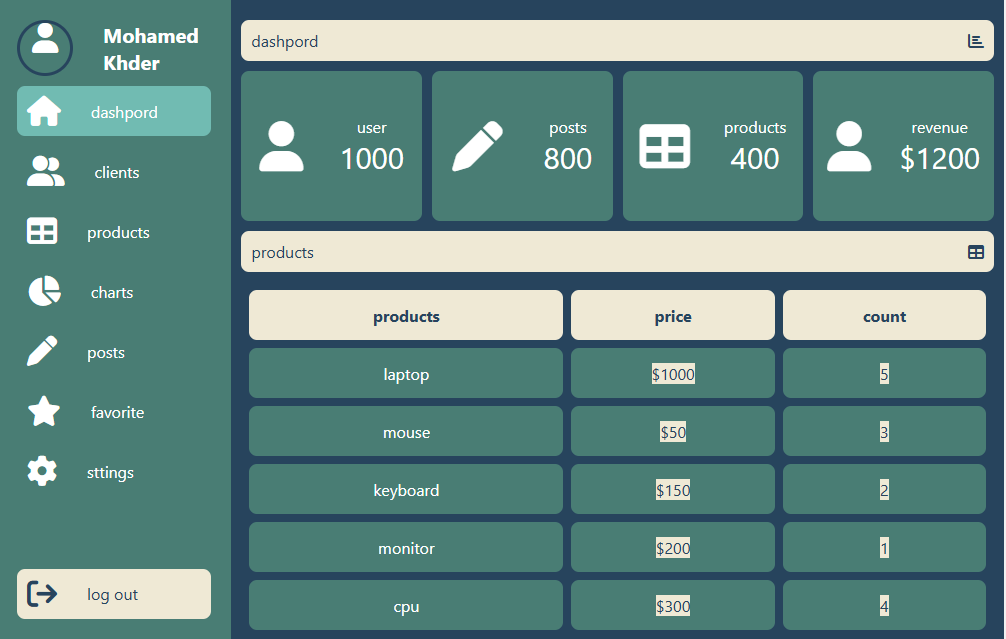 Mohamed
Khder
dashpord
clients
products
charts
posts
favorite
sttings
log out
dashpord
user
1000
posts
800
products
400
revenue
$1200
products
products price count
laptop $1000 5
mouse $50 3
keyboard $150 2
monitor $200 1
cpu $300 4